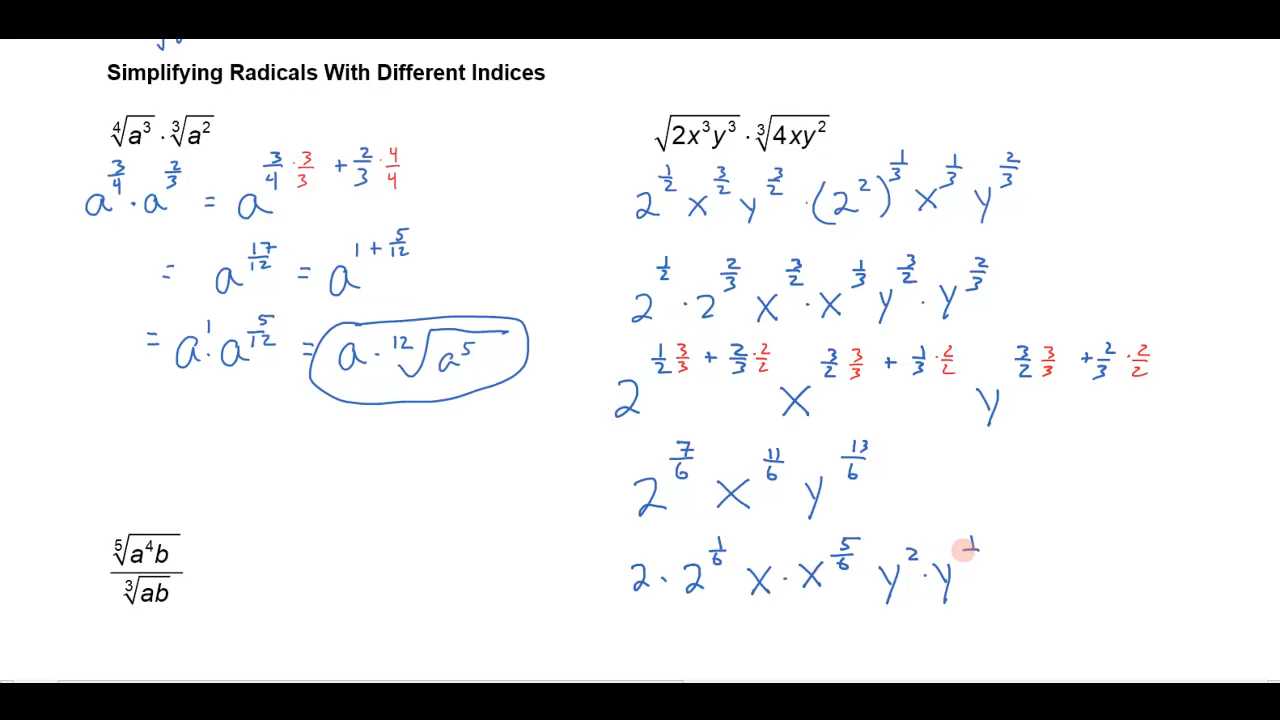 Simplifying Radicals With Different Indices
∜a³ · ∛a²
a^(3/4) · a^(2/3) = a^(3/4 · 3/3 + 2/3 · 4/4)
= a^(17/12) = a^(1 + 5/12)
= a¹ · a^(5/12) = a · ¹²√a⁵
⁵√a⁴b / ∛ab
√2x³y³ · ∛4xy²
2^(1/2) x^(3/2) y^(3/2) · (2²)^(1/3) x^(1/3) y^(2/3)
2^(1/2) · 2^(2/3) x^(3/2) · x^(1/3) y^(3/2) · y^(2/3)
2^(1/2 3/3 + 2/3 · 2/2) x^(3/2 3/3 + 1/3 · 2/2) y^(3/2 3/3 + 2/3 · 2/2)
2^(7/6) x^(11/6) y^(13/6)
2 · 2^(1/6) x · x^(5/6) y² · y^1